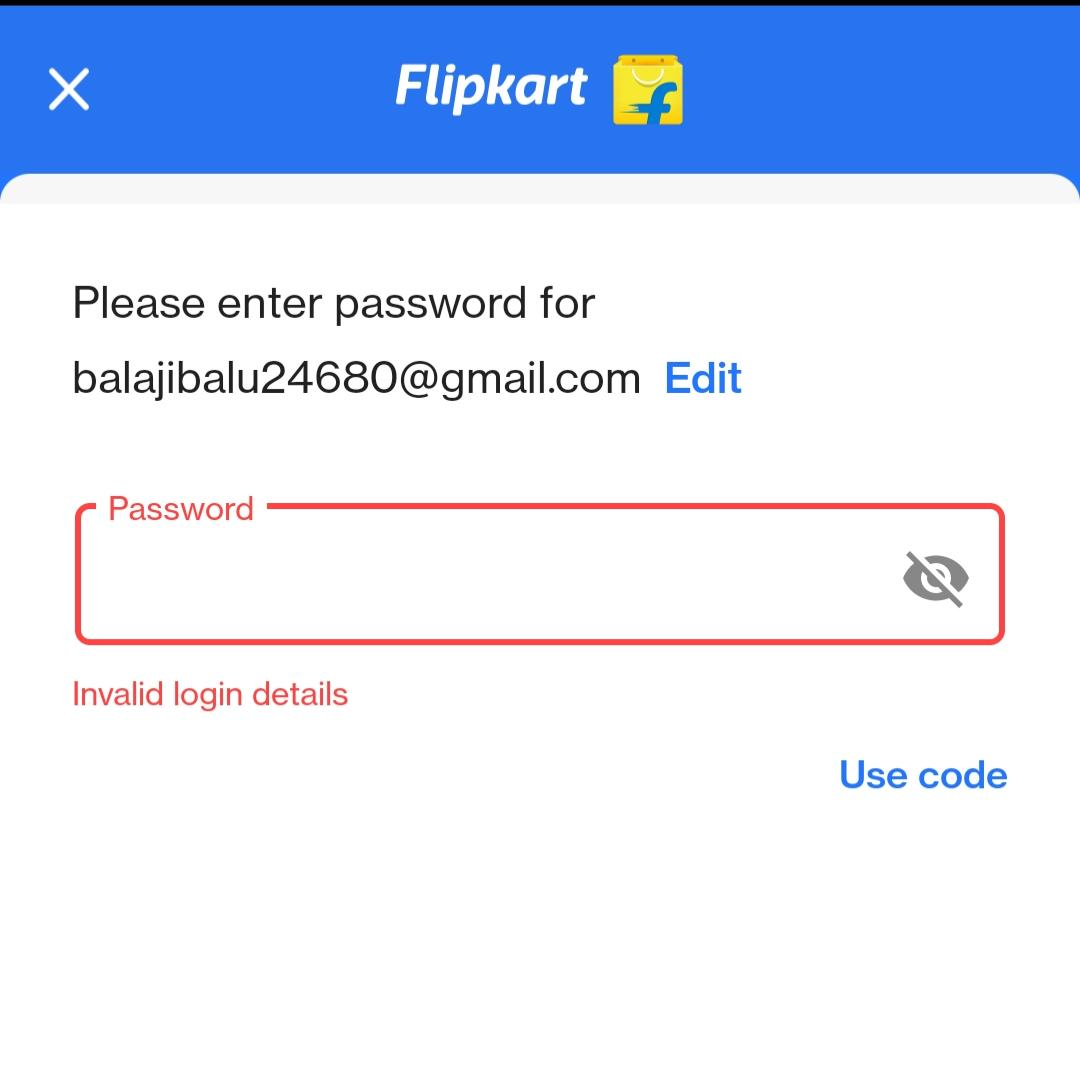 Flipkart
Please enter password for
balajibalu24680@gmail.com Edit
Password
Invalid login details
Use code